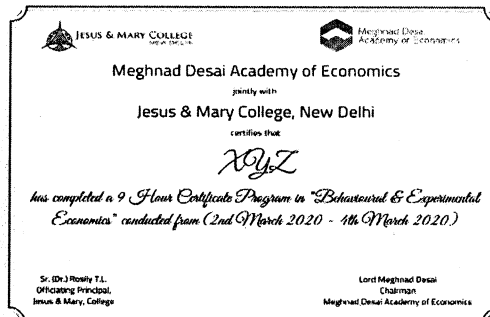 JESUS & MARY COLLEGE
NEW DELHI
Meghnad Desai
Academy of Economics
Meghnad Desai Academy of Economics
jointly with
Jesus & Mary College, New Delhi
certifies that
XYZ
has completed a 9 Hour Certificate Program in "Behavioural & Experimental
Economics" conducted from (2nd March 2020 - 4th March 2020)
Sr. (Dr.) Rosily T.L.
Officiating Principal,
Jesus & Mary, College
Lord Meghnad Desai
Chairman
Meghnad Desai Academy of Economics